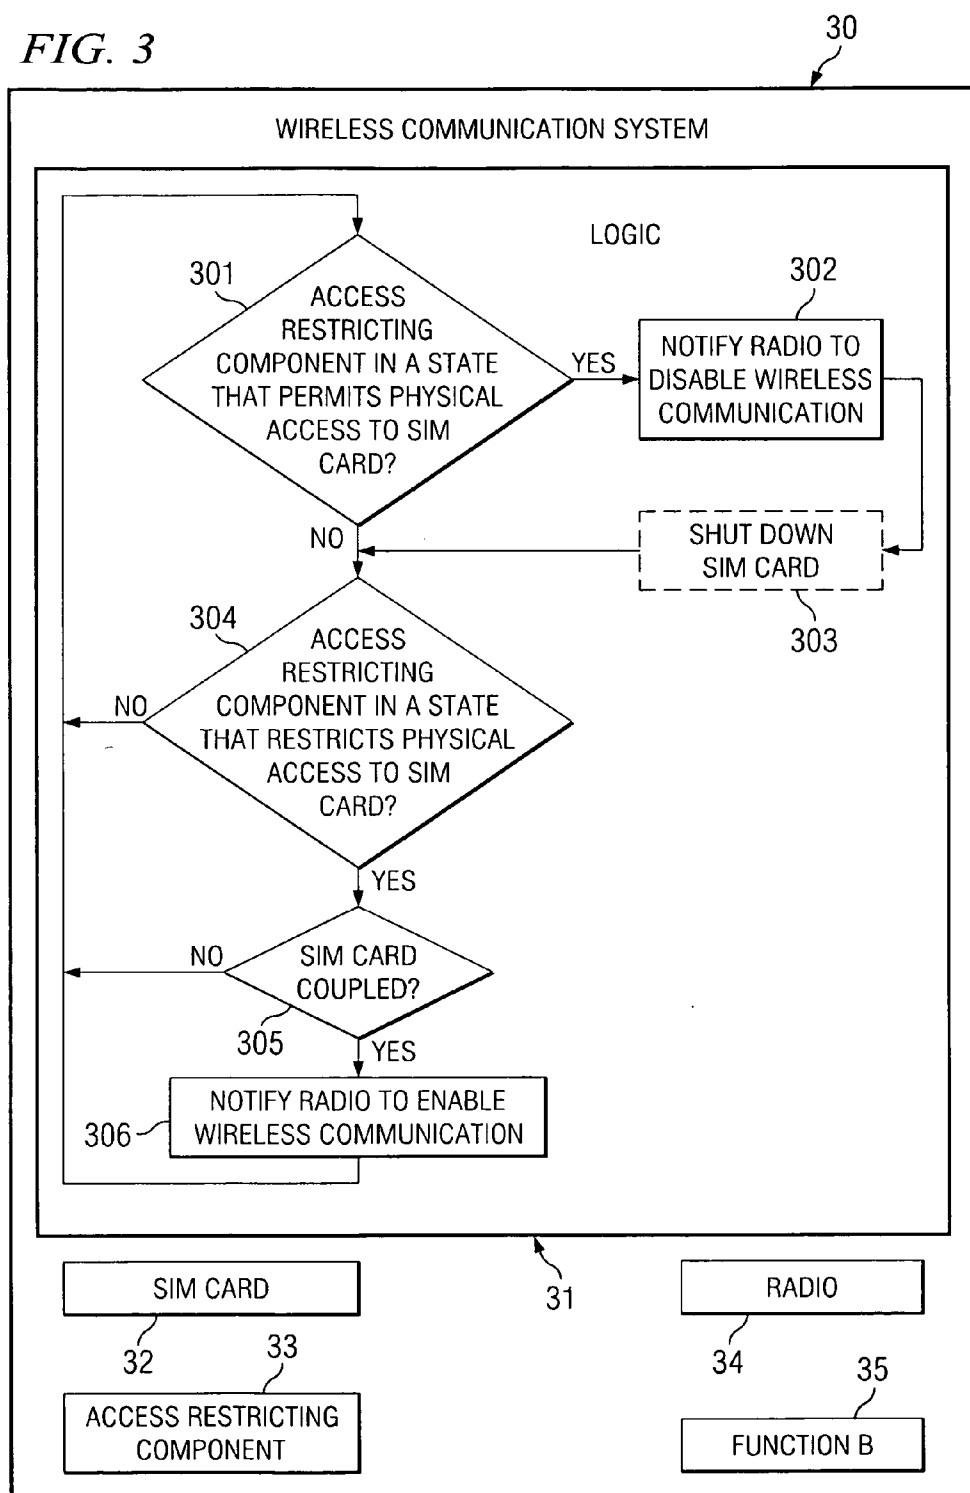 FIG. 3
30
WIRELESS COMMUNICATION SYSTEM
LOGIC
301
ACCESS
RESTRICTING
COMPONENT IN A STATE
THAT PERMITS PHYSICAL
ACCESS TO SIM
CARD?
YES
302
NOTIFY RADIO TO
DISABLE WIRELESS
COMMUNICATION
NO
SHUT DOWN
SIM CARD
303
304
ACCESS
RESTRICTING
COMPONENT IN A STATE
THAT RESTRICTS PHYSICAL
ACCESS TO SIM
CARD?
NO
YES
SIM CARD
COUPLED?
NO
305
YES
NOTIFY RADIO TO ENABLE
WIRELESS COMMUNICATION
306
31
SIM CARD
32
RADIO
34
33
ACCESS RESTRICTING
COMPONENT
35
FUNCTION B